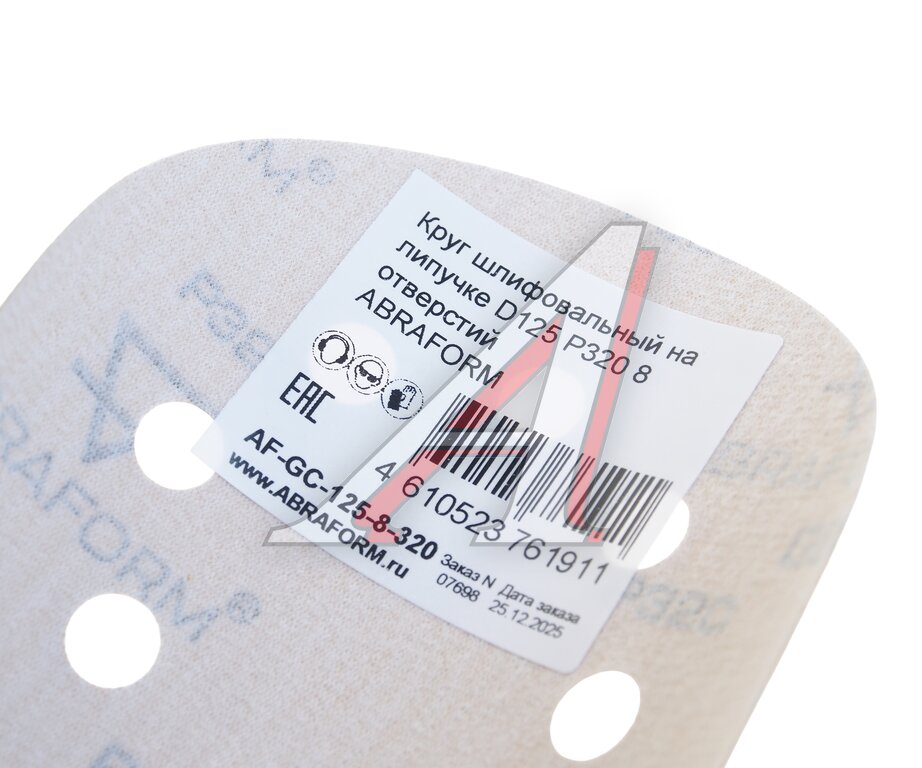 Круг шлифовальный на
липучке D125 P320 8
отверстий
ABRAFORM
EAC
4 610523 761911
AF-GC-125-8-320
www.ABRAFORM.ru
Заказ N Дата заказа
07698 25.12.2025
RAFORM®